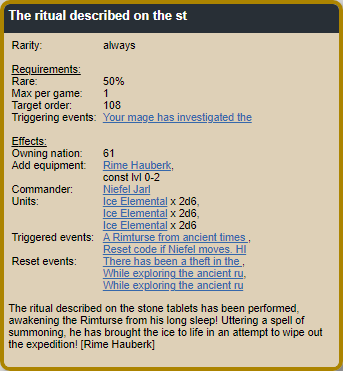 The ritual described on the st
Rarity: always
Requirements:
Rare: 50%
Max per game: 1
Target order: 108
Triggering events: Your mage has investigated the
Effects:
Owning nation: 61
Add equipment: Rime Hauberk,
const lvl 0-2
Commander: Niefel Jarl
Units: Ice Elemental x 2d6,
Ice Elemental x 2d6,
Ice Elemental x 2d6
Triggered events: A Rimturse from ancient times ,
Reset code if Niefel moves. HI
Reset events: There has been a theft in the ,
While exploring the ancient ru,
While exploring the ancient ru
The ritual described on the stone tablets has been performed,
awakening the Rimturse from his long sleep! Uttering a spell of
summoning, he has brought the ice to life in an attempt to wipe out
the expedition! [Rime Hauberk]